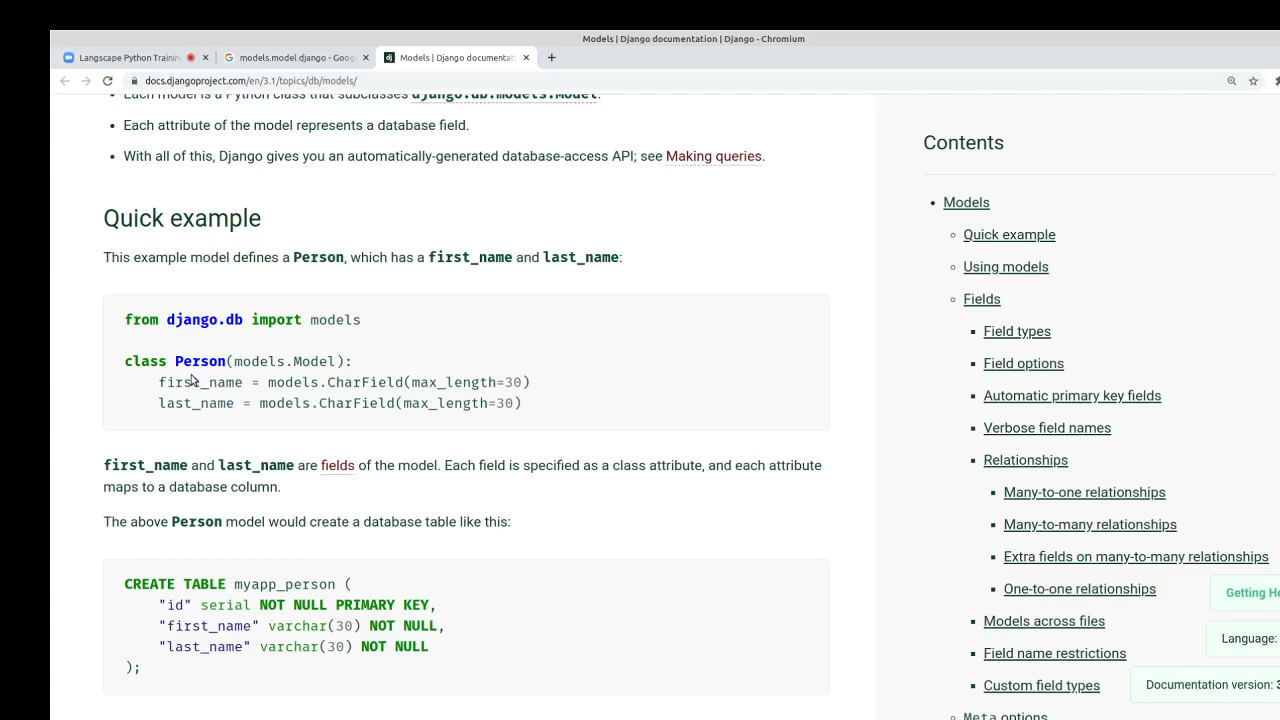 Models | Django documentation | Django - Chromium
Langscape Python Trainin
models.model django - Googl
Models | Django documentat
docs.djangoproject.com/en/3.1/topics/db/models/
Each model is a Python class that subclasses django.db.models.Model.
Each attribute of the model represents a database field.
With all of this, Django gives you an automatically-generated database-access API; see Making queries.
Quick example
This example model defines a Person, which has a first_name and last_name:
from django.db import models
class Person(models.Model):
first_name = models.CharField(max_length=30)
last_name = models.CharField(max_length=30)
first_name and last_name are fields of the model. Each field is specified as a class attribute, and each attribute
maps to a database column.
The above Person model would create a database table like this:
CREATE TABLE myapp_person (
"id" serial NOT NULL PRIMARY KEY,
"first_name" varchar(30) NOT NULL,
"last_name" varchar(30) NOT NULL
);
Contents
Models
Quick example
Using models
Fields
Field types
Field options
Automatic primary key fields
Verbose field names
Relationships
Many-to-one relationships
Many-to-many relationships
Extra fields on many-to-many relationships
One-to-one relationships
Getting He
Models across files
Language:
Field name restrictions
Custom field types
Documentation version: 3
Meta options